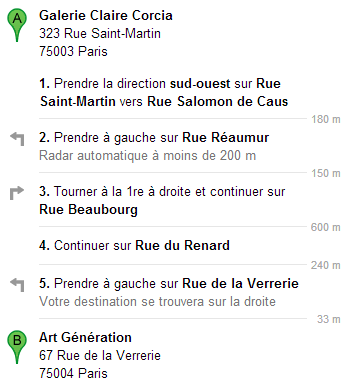 A
Galerie Claire Corcia
323 Rue Saint-Martin
75003 Paris
1. Prendre la direction sud-ouest sur Rue
Saint-Martin vers Rue Salomon de Caus
180 m
2. Prendre à gauche sur Rue Réaumur
Radar automatique à moins de 200 m
150 m
3. Tourner à la 1re à droite et continuer sur
Rue Beaubourg
600 m
4. Continuer sur Rue du Renard
240 m
5. Prendre à gauche sur Rue de la Verrerie
Votre destination se trouvera sur la droite
33 m
B
Art Génération
67 Rue de la Verrerie
75004 Paris